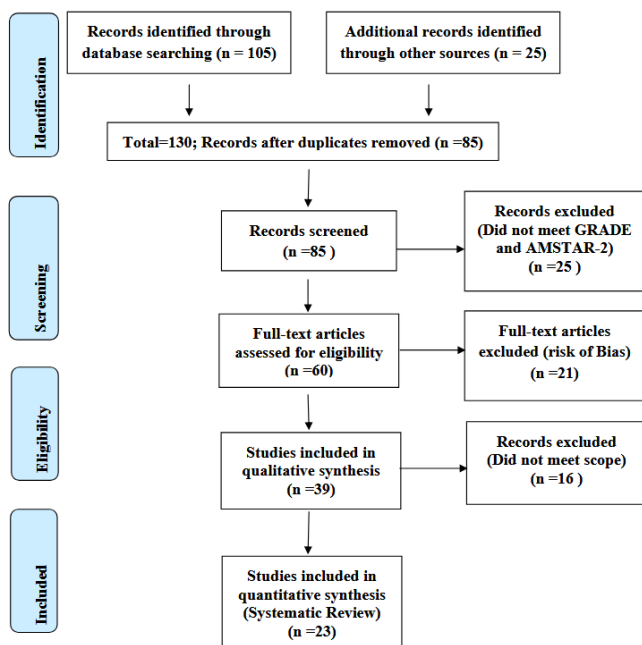 Identification
Records identified through
database searching (n = 105)
Additional records identified
through other sources (n = 25)
Total=130; Records after duplicates removed (n =85)
Screening
Records screened
(n =85 )
Records excluded
(Did not meet GRADE
and AMSTAR-2)
(n =25 )
Full-text articles
assessed for eligibility
(n =60)
Full-text articles
excluded (risk of Bias)
(n =21)
Eligibility
Studies included in
qualitative synthesis
(n =39)
Records excluded
(Did not meet scope)
(n =16 )
Included
Studies included in
quantitative synthesis
(Systematic Review)
(n =23)